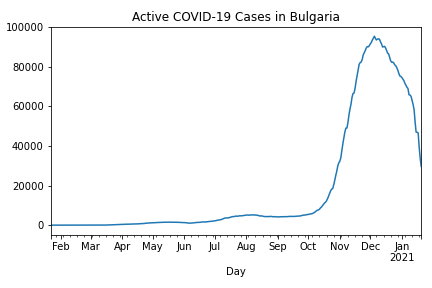 Active COVID-19 Cases in Bulgaria
100000
80000
60000
40000
20000
0
Feb Mar Apr May Jun Jul Aug Sep Oct Nov Dec Jan
2021
Day